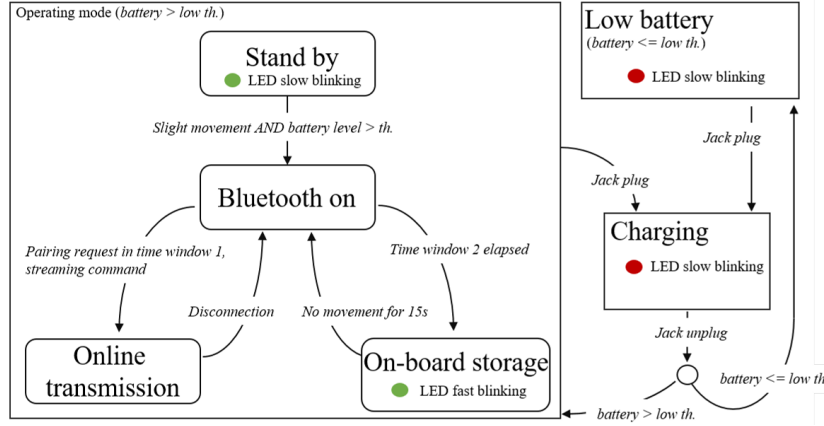 Operating mode (battery > low th.)
Stand by
LED slow blinking
Slight movement AND battery level > th.
Bluetooth on
Pairing request in time window 1,
streaming command
Time window 2 elapsed
Disconnection
No movement for 15s
Online
transmission
On-board storage
LED fast blinking
Low battery
(battery <= low th.)
LED slow blinking
Jack plug
Jack plug
Charging
LED slow blinking
Jack unplug
battery <= low th
battery > low th.